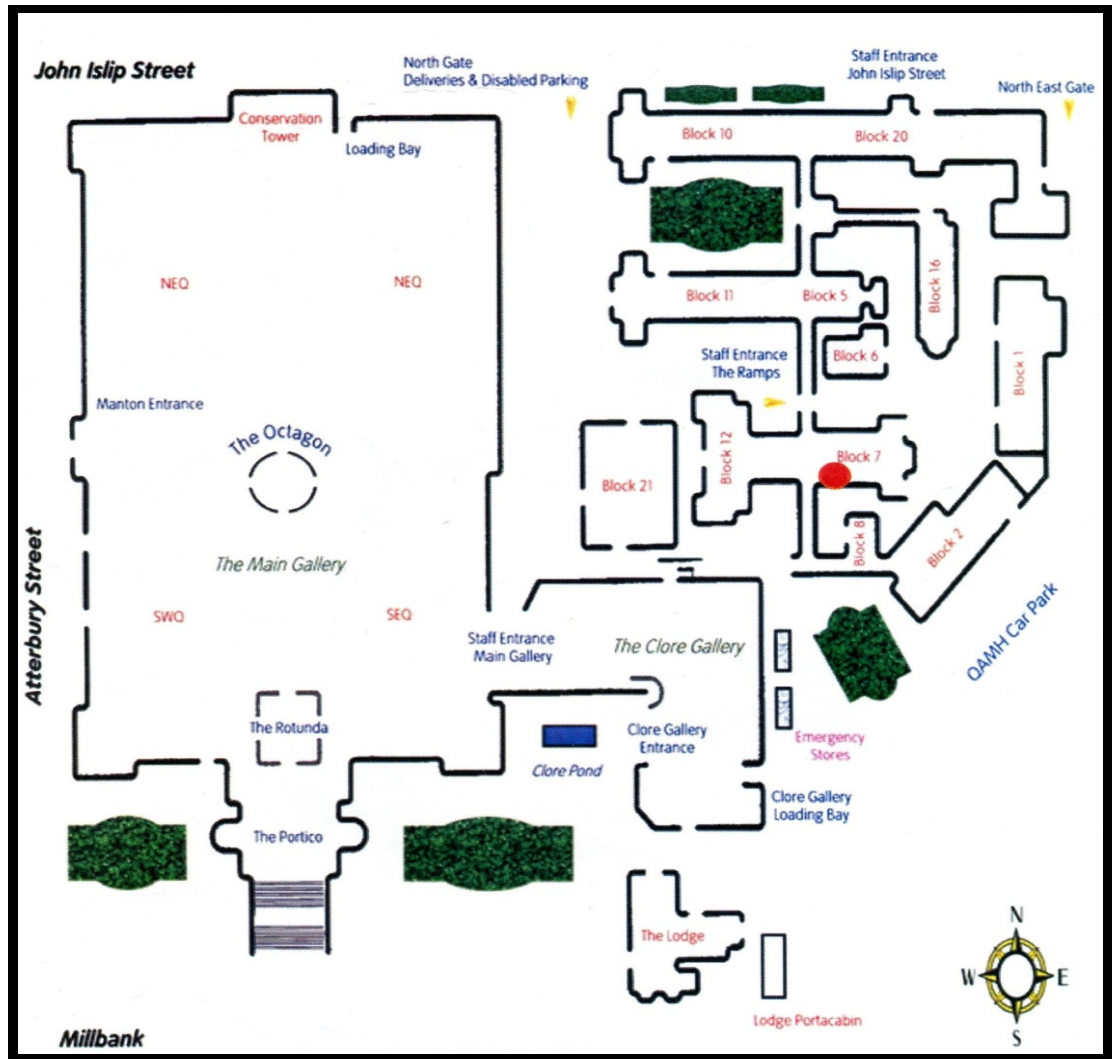 John Islip Street
North Gate
Deliveries & Disabled Parking
Staff Entrance
John Islip Street
North East Gate
Conservation
Tower
Loading Bay
Block 10
Block 20
NEQ
NEQ
Block 11
Block 5
Block 16
Block 6
Block 1
Staff Entrance
The Ramps
Manton Entrance
The Octagon
Block 12
Block 7
Block 21
Block 8
Block 2
The Main Gallery
Atterbury Street
SWQ
SEQ
Staff Entrance
Main Gallery
The Clore Gallery
QAMH Car Park
The Rotunda
Clore Gallery
Entrance
Emergency
Stores
Clore Pond
Clore Gallery
Loading Bay
The Portico
The Lodge
Lodge Portacabin
N
W
E
S
Millbank